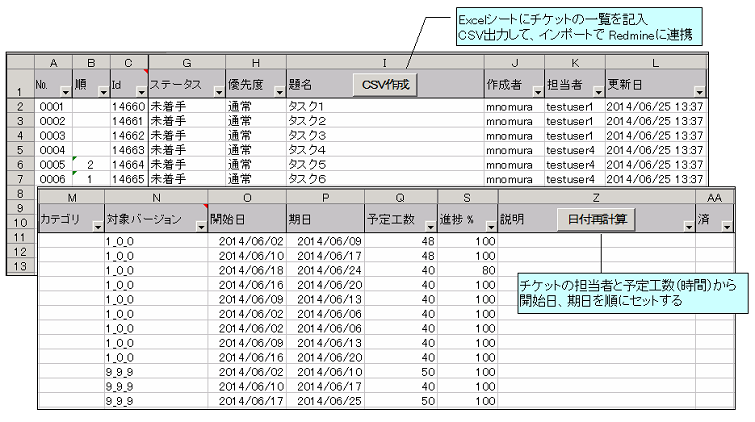 Excelシートにチケットの一覧を記入
CSV出力して、インポートで Redmineに連携
A B C G H I J K L
1 No. 順 Id ステータス 優先度 題名 CSV作成 作成者 担当者 更新日
2 0001 14660 未着手 通常 タスク1 mnomura testuser1 2014/06/25 13:37
3 0002 14661 未着手 通常 タスク2 mnomura testuser1 2014/06/25 13:37
4 0003 14662 未着手 通常 タスク3 mnomura testuser1 2014/06/25 13:37
5 0004 14663 未着手 通常 タスク4 mnomura testuser4 2014/06/25 13:37
6 0005 2 14664 未着手 通常 タスク5 mnomura testuser4 2014/06/25 13:37
7 0006 1 14665 未着手 通常 タスク6 mnomura testuser4 2014/06/25 13:37
8
9
10
11
12
13
M N O P Q S Z AA
カテゴリ 対象バージョン 開始日 期日 予定工数 進捗 % 説明 日付再計算 済
1_0_0 2014/06/02 2014/06/09 48 100
1_0_0 2014/06/10 2014/06/17 48 100
1_0_0 2014/06/18 2014/06/24 40 80
1_0_0 2014/06/16 2014/06/20 40 100
1_0_0 2014/06/09 2014/06/13 40 100
1_0_0 2014/06/02 2014/06/06 40 100
1_0_0 2014/06/02 2014/06/06 40 100
1_0_0 2014/06/09 2014/06/13 40 100
1_0_0 2014/06/16 2014/06/20 40 100
9_9_9 2014/06/02 2014/06/10 50 100
9_9_9 2014/06/10 2014/06/17 40 100
9_9_9 2014/06/17 2014/06/25 50 100
チケットの担当者と予定工数（時間）から
開始日、期日を順にセットする